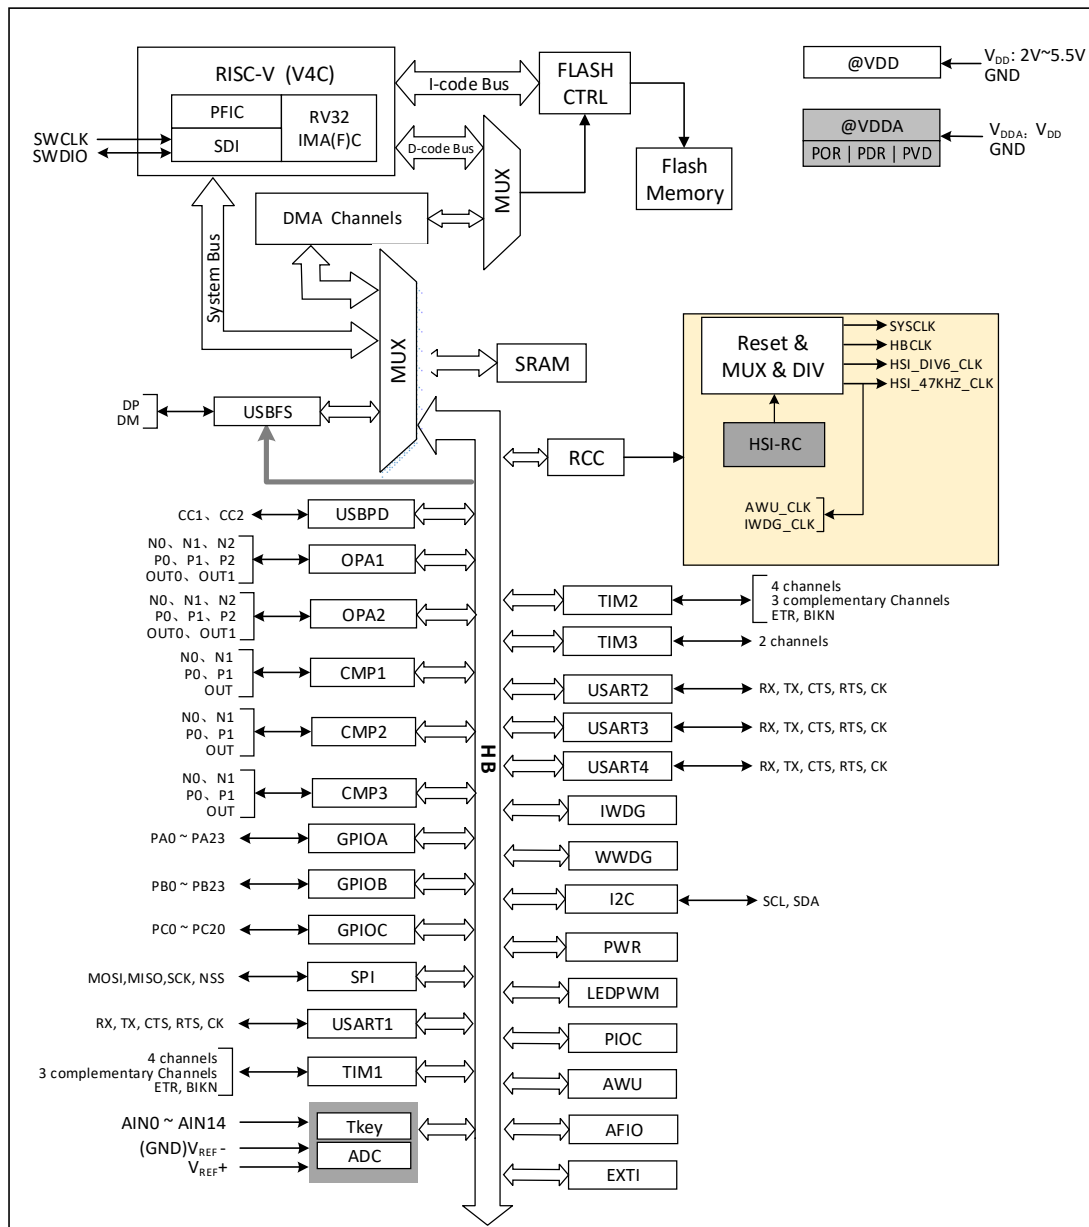 RISC-V (V4C)
PFIC
SDI
RV32
IMA(F)C
SWCLK
SWDIO
I-code Bus
D-code Bus
FLASH
CTRL
Flash
Memory
MUX
DMA Channels
System Bus
MUX
SRAM
@VDD
VDD: 2V~5.5V
GND
@VDDA
POR | PDR | PVD
VDDA: VDD
GND
Reset &
MUX & DIV
SYSCLK
HBCLK
HSI_DIV6_CLK
HSI_47KHZ_CLK
HSI-RC
AWU_CLK
IWDG_CLK
RCC
DP
DM
USBFS
HB
CC1、CC2
USBPD
N0、N1、N2
P0、P1、P2
OUT0、OUT1
OPA1
N0、N1、N2
P0、P1、P2
OUT0、OUT1
OPA2
N0、N1
P0、P1
OUT
CMP1
N0、N1
P0、P1
OUT
CMP2
N0、N1
P0、P1
OUT
CMP3
PA0 ~ PA23
GPIOA
PB0 ~ PB23
GPIOB
PC0 ~ PC20
GPIOC
MOSI,MISO,SCK, NSS
SPI
RX, TX, CTS, RTS, CK
USART1
4 channels
3 complementary Channels
ETR, BIKN
TIM1
AIN0 ~ AIN14
(GND)VREF-
VREF+
Tkey
ADC
TIM2
4 channels
3 complementary Channels
ETR, BIKN
TIM3
2 channels
USART2
RX, TX, CTS, RTS, CK
USART3
RX, TX, CTS, RTS, CK
USART4
RX, TX, CTS, RTS, CK
IWDG
WWDG
I2C
SCL, SDA
PWR
LEDPWM
PIOC
AWU
AFIO
EXTI